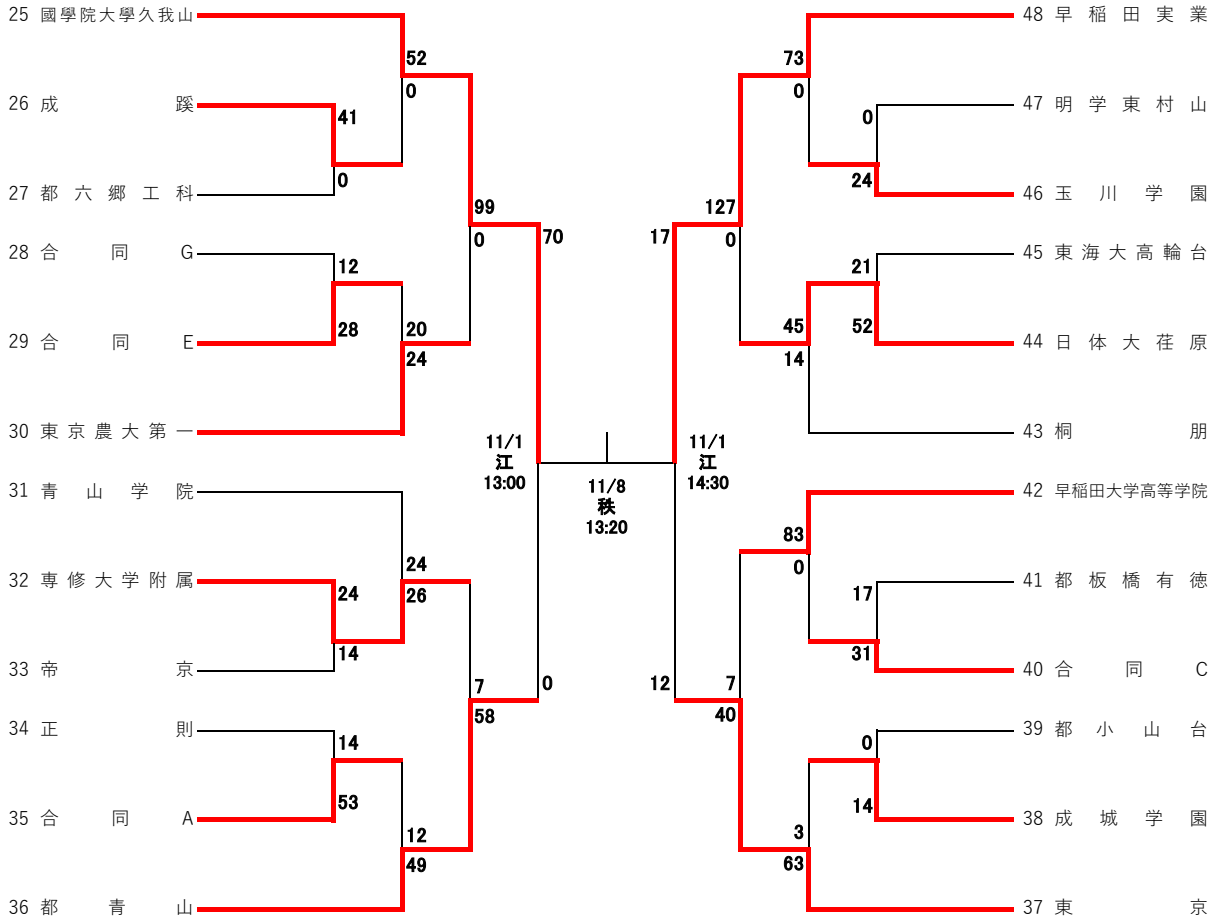 25 國學院大學久我山
52
0
26 成蹊
41
0
27 都六郷工科
99
0
28 合同G
12
28
29 合同E
20
24
30 東京農大第一
70
11/1
江
13:00
31 青山学院
24
26
32 専修大学附属
24
14
33 帝京
7
58
0
34 正則
14
53
35 合同A
12
49
36 都青山
11/8
秩
13:20
48 早稲田実業
73
0
47 明学東村山
0
24
46 玉川学園
127
0
17
45 東海大高輪台
21
52
44 日体大荏原
45
14
43 桐朋
11/1
江
14:30
42 早稲田大学高等学院
83
0
41 都板橋有徳
17
31
40 合同C
12
7
40
39 都小山台
0
14
38 成城学園
3
63
37 東京